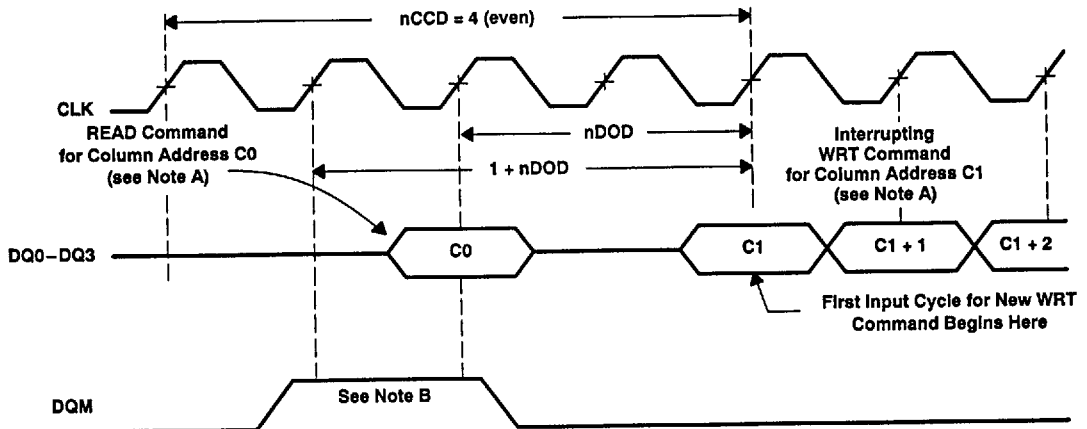 nCCD = 4 (even)
CLK
READ Command
for Column Address C0
(see Note A)
nDOD
1 + nDOD
Interrupting
WRT Command
for Column Address C1
(see Note A)
DQ0–DQ3
C0
C1
C1 + 1
C1 + 2
First Input Cycle for New WRT
Command Begins Here
DQM
See Note B